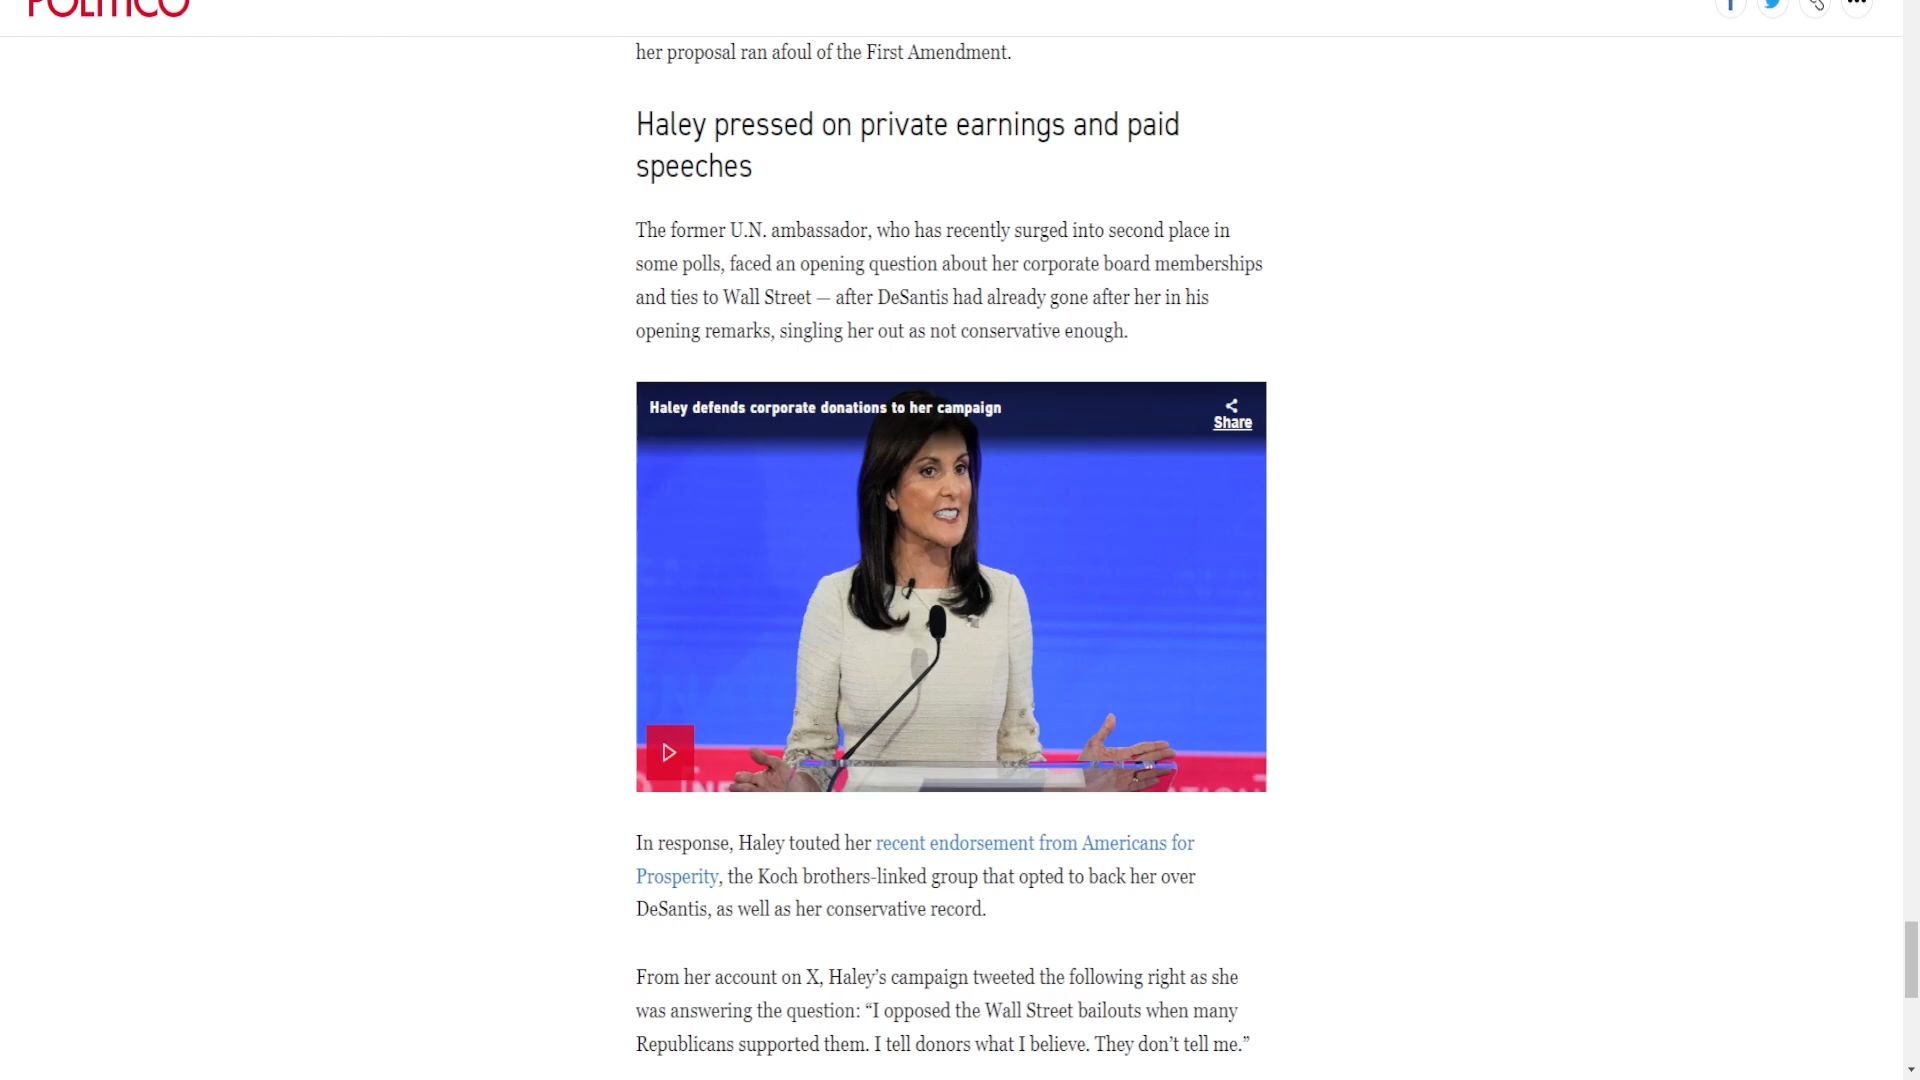 POLITICO
her proposal ran afoul of the First Amendment.
Haley pressed on private earnings and paid
speeches
The former U.N. ambassador, who has recently surged into second place in
some polls, faced an opening question about her corporate board memberships
and ties to Wall Street — after DeSantis had already gone after her in his
opening remarks, singling her out as not conservative enough.
Haley defends corporate donations to her campaign
Share
In response, Haley touted her recent endorsement from Americans for
Prosperity, the Koch brothers-linked group that opted to back her over
DeSantis, as well as her conservative record.
From her account on X, Haley’s campaign tweeted the following right as she
was answering the question: “I opposed the Wall Street bailouts when many
Republicans supported them. I tell donors what I believe. They don’t tell me.”